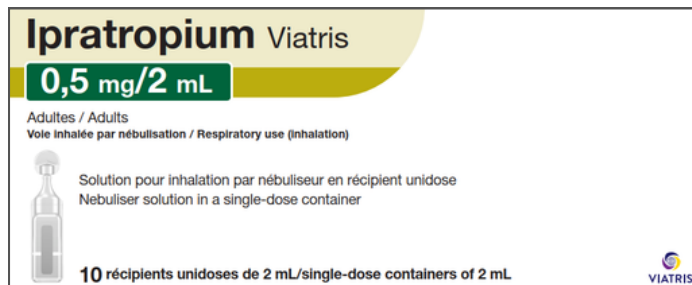 Ipratropium Viatris
0,5 mg/2 mL
Adultes / Adults
Voie inhalée par nébulisation / Respiratory use (inhalation)
Solution pour inhalation par nébuliseur en récipient unidose
Nebuliser solution in a single-dose container
10 récipients unidoses de 2 mL/single-dose containers of 2 mL
VIATRIS